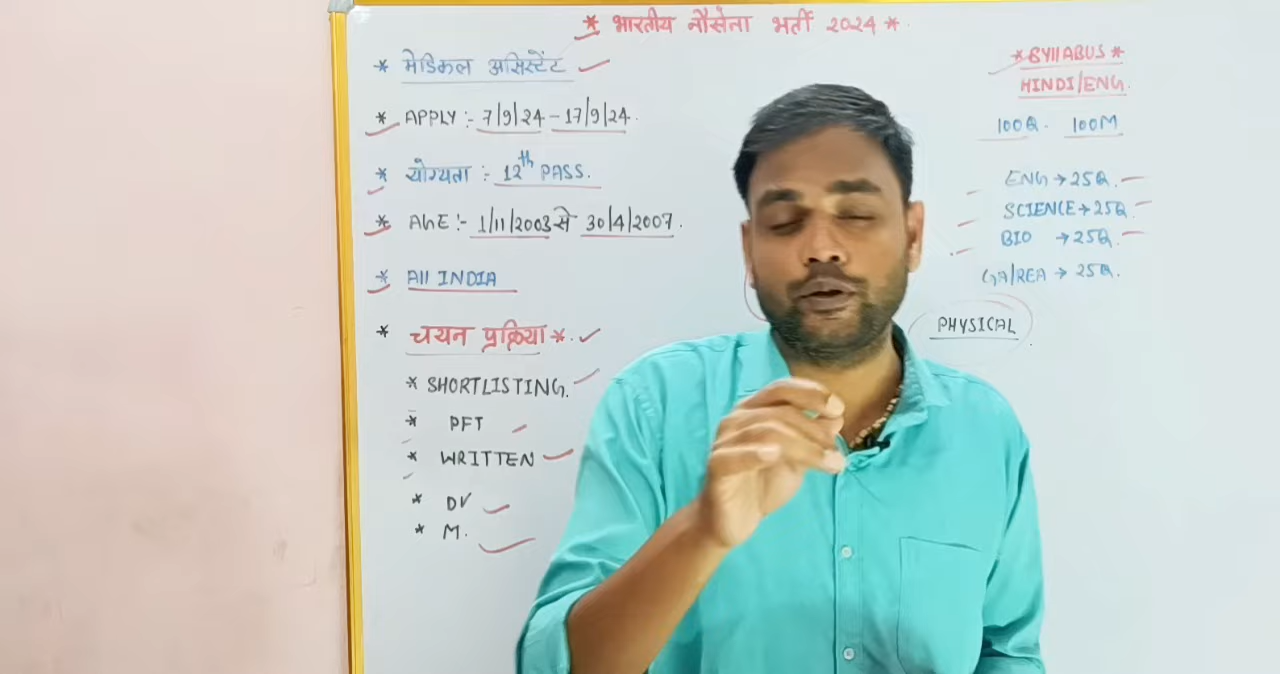 * भारतीय नौसेना भर्ती 2024 *
* मेडिकल असिस्टेंट
* APPLY :- 7/9/24 - 17/9/24
* योग्यता :- 12th PASS.
* AGE :- 1/11/2003 से 30/4/2007.
* All INDIA
* चयन प्रक्रिया *
* SHORTLISTING.
* PFT
* WRITTEN
* DV
* M.
* SYllABUS *
HINDI/ENG.
100Q. 100M
ENG → 25Q.
SCIENCE → 25Q.
BIO → 25Q.
GA/REA → 25Q.
PHYSICAL